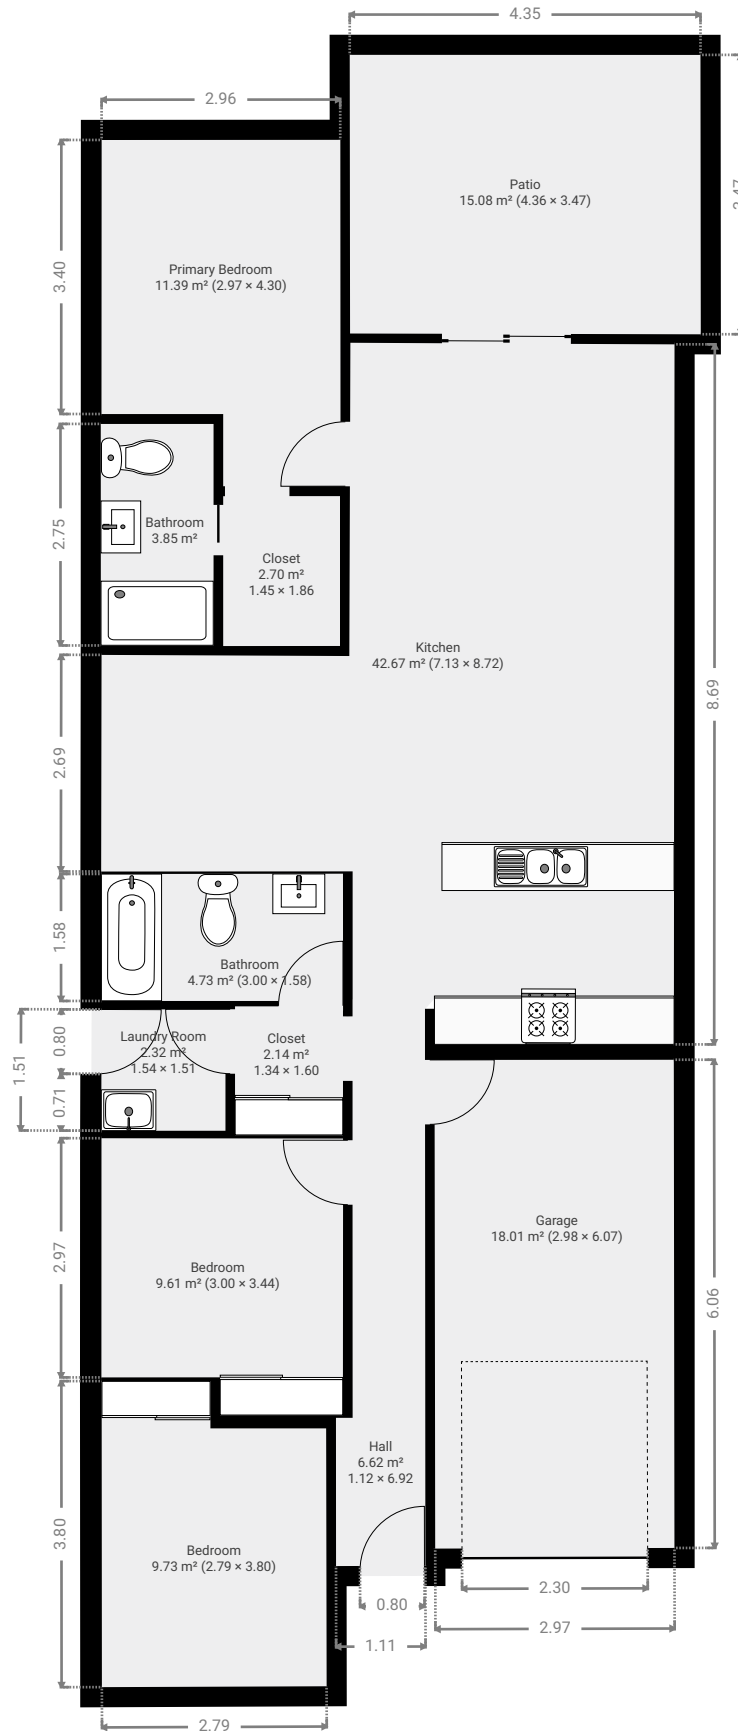 4.35
2.96
Patio
15.08 m² (4.36 × 3.47)
Primary Bedroom
11.39 m² (2.97 × 4.30)
3.40
Bathroom
3.85 m²
2.75
Closet
2.70 m²
1.45 × 1.86
Kitchen
42.67 m² (7.13 × 8.72)
8.69
2.69
1.58
Bathroom
4.73 m² (3.00 × 1.58)
Laundry Room
2.32 m²
1.54 × 1.51
Closet
2.14 m²
1.34 × 1.60
0.80
1.51
0.71
Garage
18.01 m² (2.98 × 6.07)
Bedroom
9.61 m² (3.00 × 3.44)
2.97
6.06
Hall
6.62 m²
1.12 × 6.92
Bedroom
9.73 m² (2.79 × 3.80)
3.80
2.30
0.80
2.97
1.11
2.79